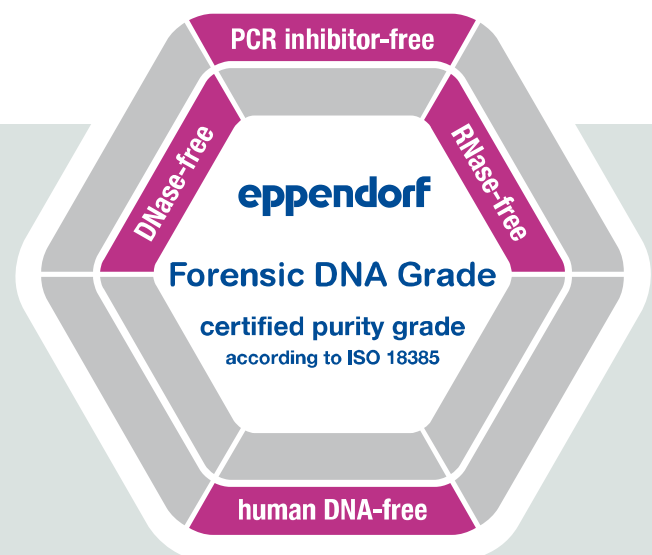 PCR inhibitor-free
DNase-free
RNase-free
eppendorf
Forensic DNA Grade
certified purity grade
according to ISO 18385
human DNA-free